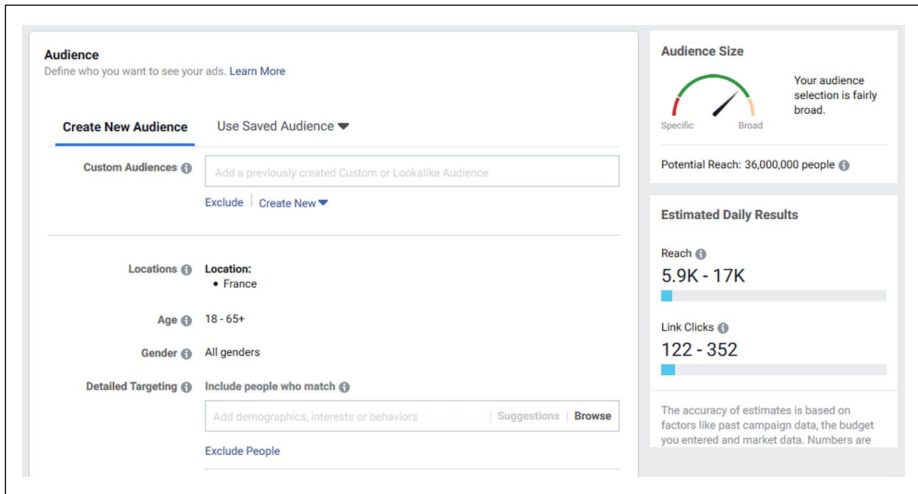 Audience
Define who you want to see your ads. Learn More
Create New Audience
Use Saved Audience
Custom Audiences
Add a previously created Custom or Lookalike Audience
Exclude
Create New
Locations
Location:
• France
Age
18 - 65+
Gender
All genders
Detailed Targeting
Include people who match
Add demographics, interests or behaviors
Suggestions
Browse
Exclude People
Audience Size
Specific
Broad
Your audience
selection is fairly
broad.
Potential Reach: 36,000,000 people
Estimated Daily Results
Reach
5.9K - 17K
Link Clicks
122 - 352
The accuracy of estimates is based on
factors like past campaign data, the budget
you entered and market data. Numbers are